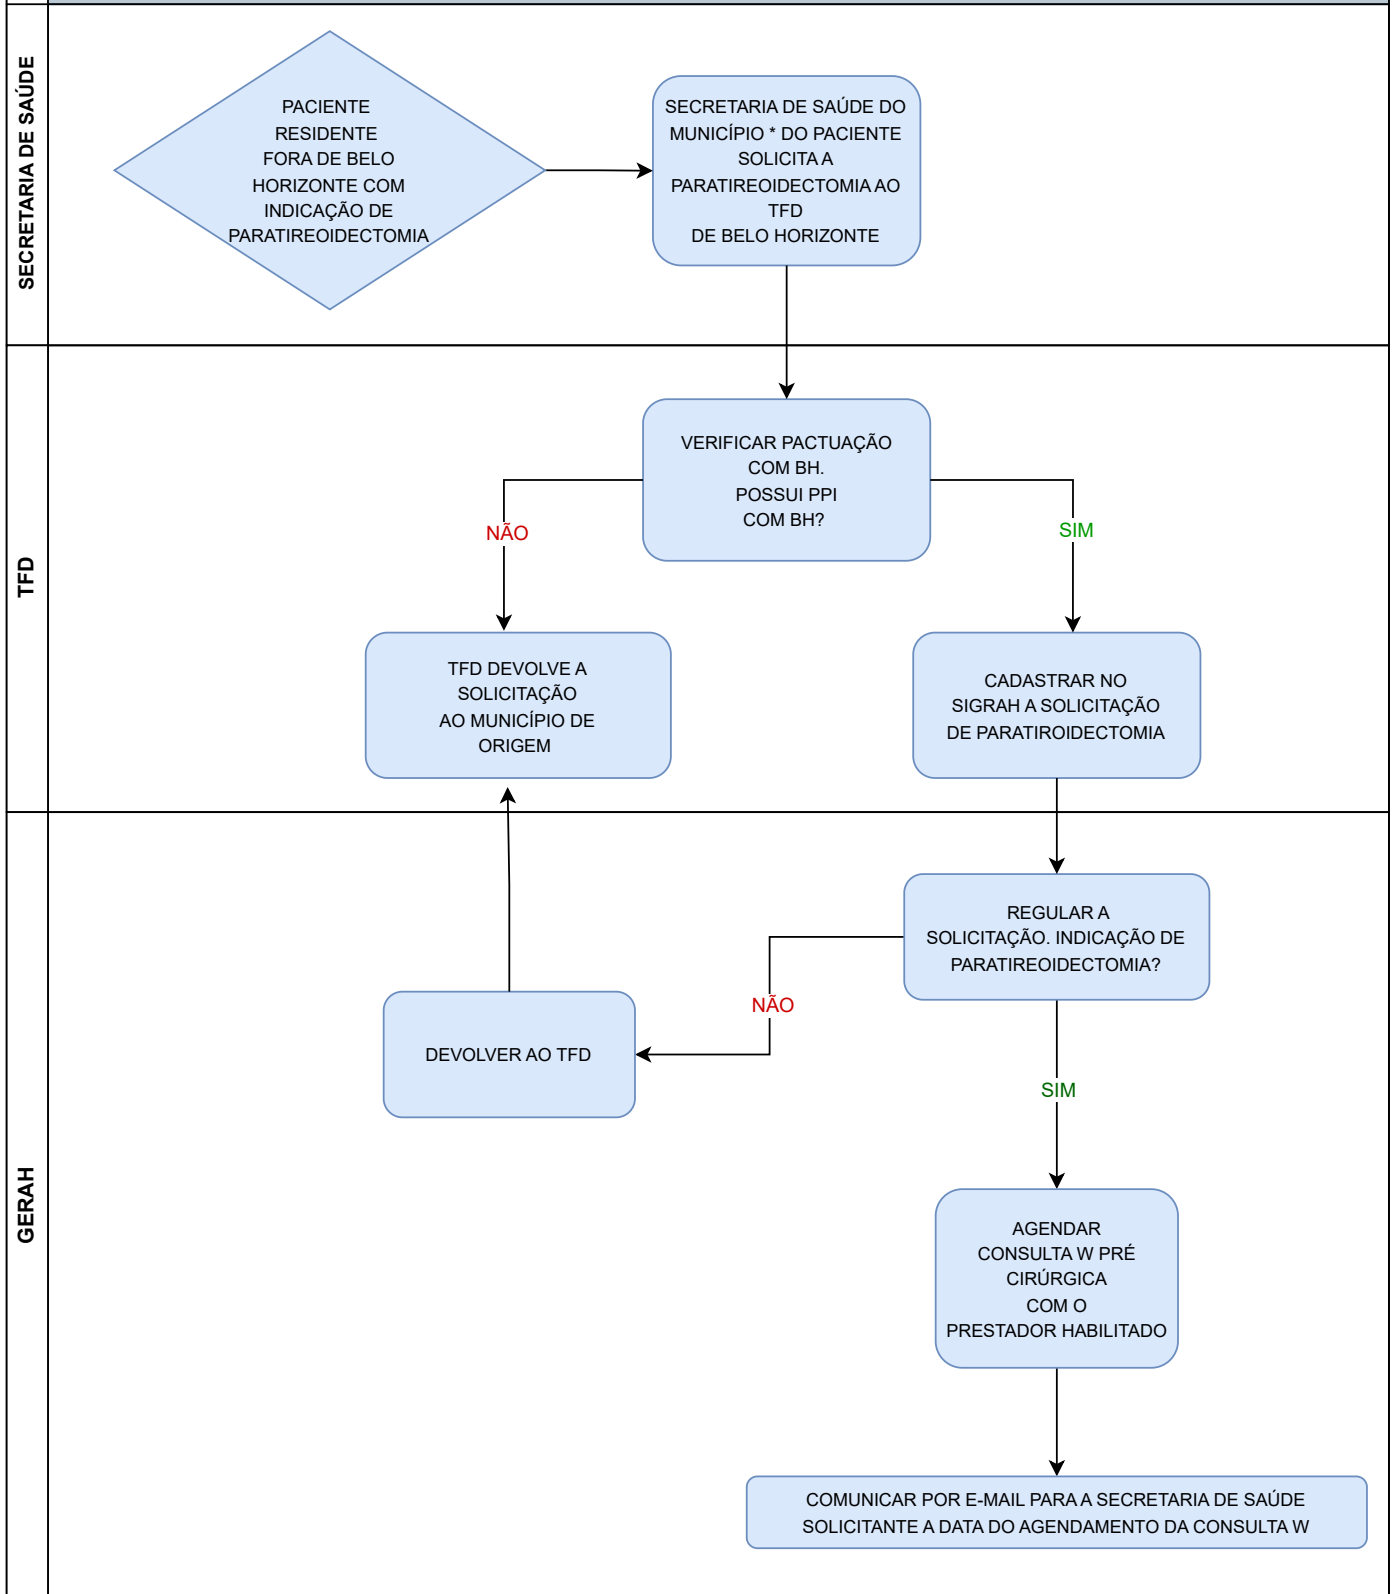 SECRETARIA DE SAÚDE
PACIENTE
RESIDENTE
FORA DE BELO
HORIZONTE COM
INDICAÇÃO DE
PARATIREOIDECTOMIA
SECRETARIA DE SAÚDE DO
MUNICÍPIO * DO PACIENTE
SOLICITA A
PARATIREOIDECTOMIA AO
TFD
DE BELO HORIZONTE
TFD
VERIFICAR PACTUAÇÃO
COM BH.
POSSUI PPI
COM BH?
NÃO
SIM
TFD DEVOLVE A
SOLICITAÇÃO
AO MUNICÍPIO DE
ORIGEM
CADASTRAR NO
SIGRAH A SOLICITAÇÃO
DE PARATIROIDECTOMIA
GERAH
REGULAR A
SOLICITAÇÃO. INDICAÇÃO DE
PARATIREOIDECTOMIA?
NÃO
DEVOLVER AO TFD
SIM
AGENDAR
CONSULTA W PRÉ
CIRÚRGICA
COM O
PRESTADOR HABILITADO
COMUNICAR POR E-MAIL PARA A SECRETARIA DE SAÚDE
SOLICITANTE A DATA DO AGENDAMENTO DA CONSULTA W